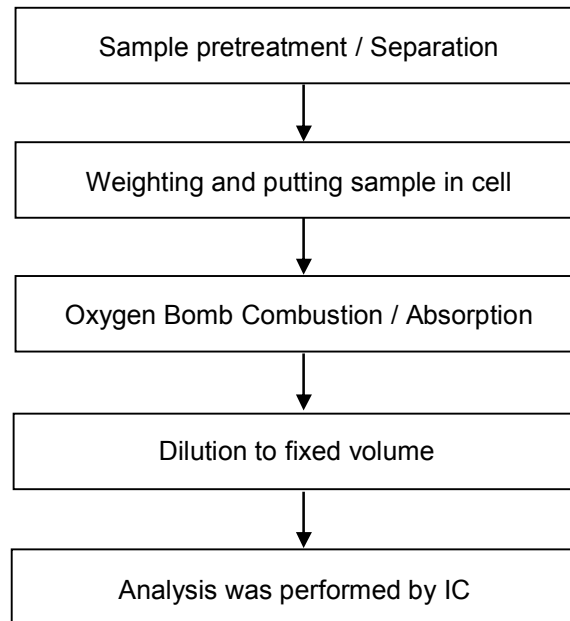 Sample pretreatment / Separation
Weighting and putting sample in cell
Oxygen Bomb Combustion / Absorption
Dilution to fixed volume
Analysis was performed by IC